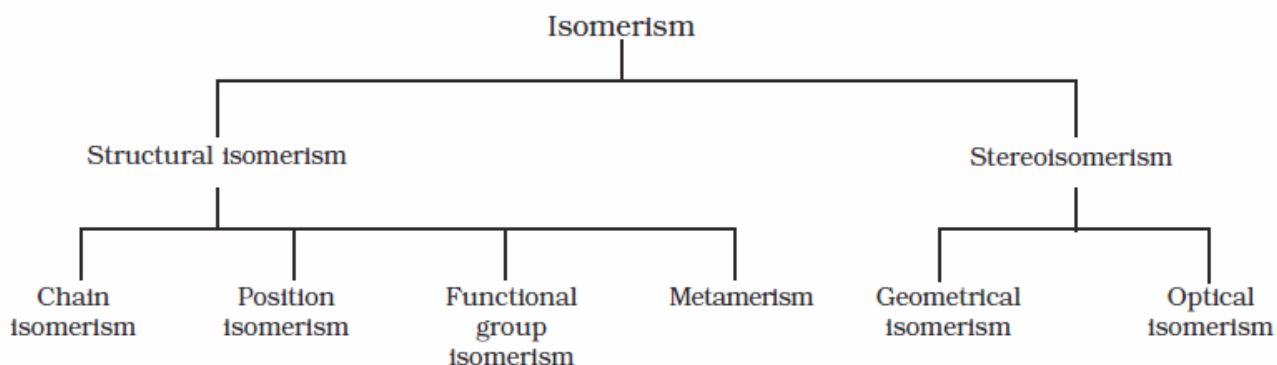 Isomerism
Structural isomerism
Stereoisomerism
Chain
isomerism
Position
isomerism
Functional
group
isomerism
Metamerism
Geometrical
isomerism
Optical
isomerism